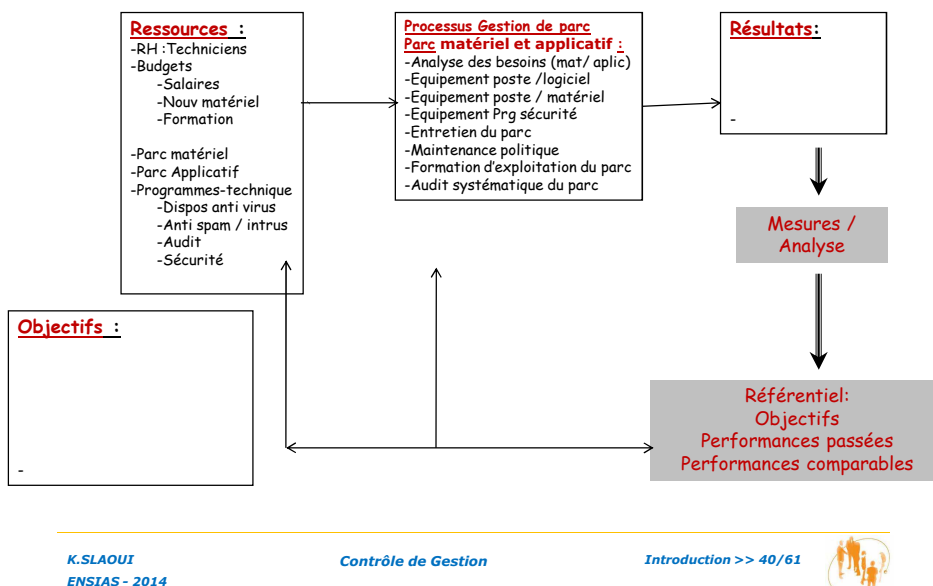 Ressources :
-RH :Techniciens
-Budgets
-Salaires
-Nouv matériel
-Formation
-Parc matériel
-Parc Applicatif
-Programmes-technique
-Dispos anti virus
-Anti spam / intrus
-Audit
-Sécurité
Processus Gestion de parc
Parc matériel et applicatif :
-Analyse des besoins (mat/ aplic)
-Equipement poste /logiciel
-Equipement poste / matériel
-Equipement Prg sécurité
-Entretien du parc
-Maintenance politique
-Formation d'exploitation du parc
-Audit systématique du parc
Résultats:
-
Mesures /
Analyse
Objectifs :
-
Référentiel:
Objectifs
Performances passées
Performances comparables
K.SLAOUI
ENSIAS - 2014
Contrôle de Gestion
Introduction >> 40/61